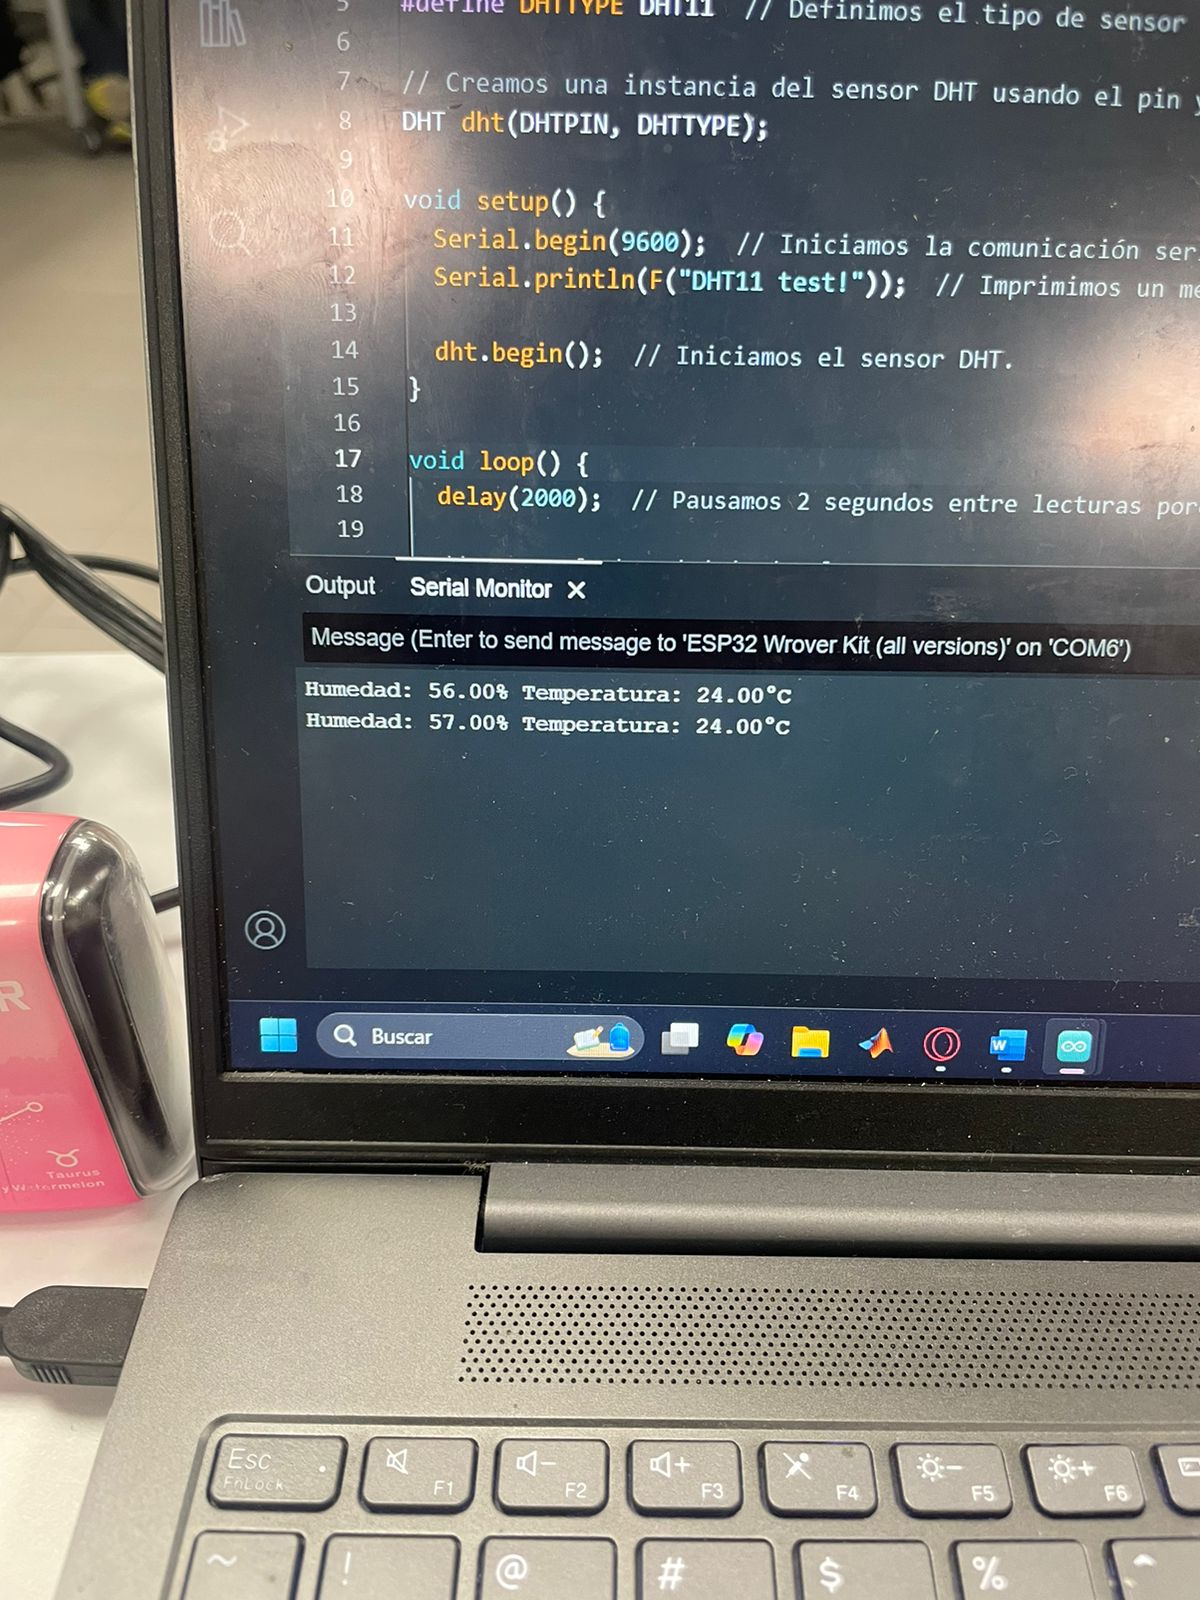 5 #define DHTTYPE DHT11 // Definimos el tipo de sensor
6
7 // Creamos una instancia del sensor DHT usando el pin y
8 DHT dht(DHTPIN, DHTTYPE);
9
10 void setup() {
11 Serial.begin(9600); // Iniciamos la comunicación ser
12 Serial.println(F("DHT11 test!")); // Imprimimos un me
13
14 dht.begin(); // Iniciamos el sensor DHT.
15 }
16
17 void loop() {
18 delay(2000); // Pausamos 2 segundos entre lecturas por
19
Output Serial Monitor X
Message (Enter to send message to 'ESP32 Wrover Kit (all versions)' on 'COM6')
Humedad: 56.00% Temperatura: 24.00°C
Humedad: 57.00% Temperatura: 24.00°C
Buscar
W
R
Taurus
y Watermelon
Esc F1 F2 F3 F4 F5 F6
FnLock
~ ! @ # $ % ^